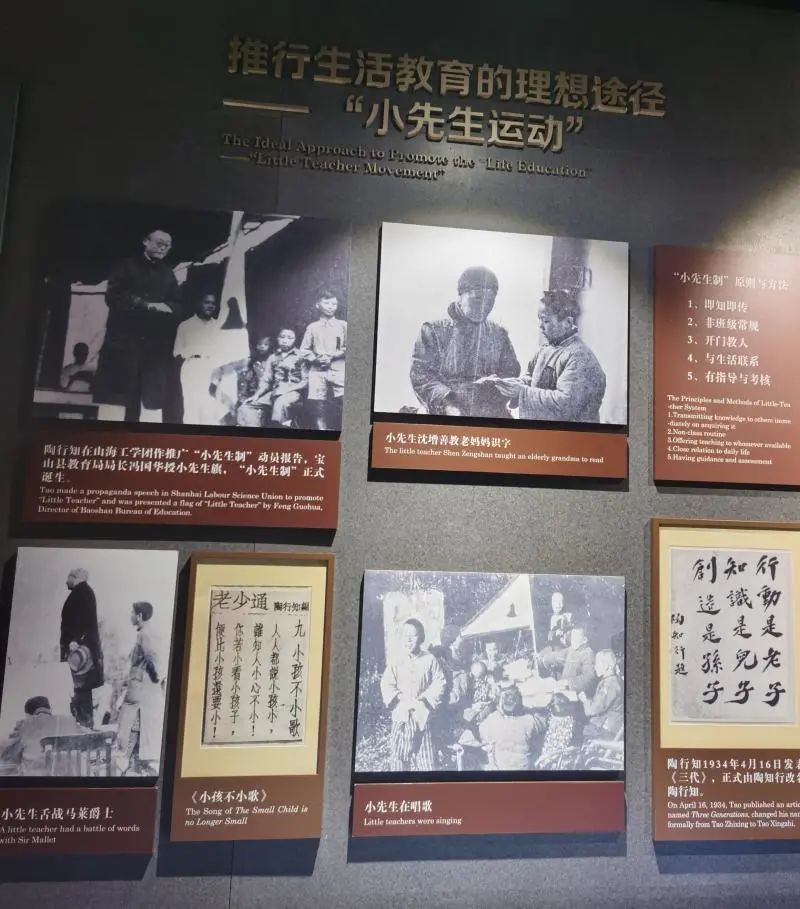 推行生活教育的理想途径
——“小先生运动”
The Ideal Approach to Promote the "Life Education"
——"Little Teacher Movement"
陶行知在山海工学团作推广“小先生制”动员报告，宝
山县教育局局长冯国华授小先生旗，“小先生制”正式
诞生。
Tao made a propaganda speech in Shanhai Labour Science Union to promote
"Little Teacher" and was presented a flag of "Little Teacher" by Feng Guohua,
Director of Baoshan Bureau of Education.
小先生沈增善教老妈妈识字
The little teacher Shen Zengshan taught an elderly grandma to read
“小先生制”原则与方法
1、即知即传
2、非班级常规
3、开门教人
4、与生活联系
5、有指导与考核
The Principles and Methods of Little-Tea
-cher System
1.Transmitting knowledge to others imme
-diately on acquiring it
2.Non-class routine
3.Offering teaching to whomever available
4.Close relation to daily life
5.Having guidance and assessment
小先生舌战马莱爵士
A little teacher had a battle of words
with Sir Mallet
老少通
陶行知編
九 小孩不小歌
人人都說小孩小，
誰知人小心不小！
你若小看小孩子，
便比小孩還要小！
《小孩不小歌》
The Song of The Small Child is
no Longer Small
小先生在唱歌
Little teachers were singing
行動是老子
知識是兒子
創造是孫子
陶知行題
陶行知1934年4月16日发表
《三代》，正式由陶知行改名
陶行知。
On April 16, 1934, Tao published an artic
named Three Generations, changed his nam
formally from Tao Zhixing to Tao Xingzhi.